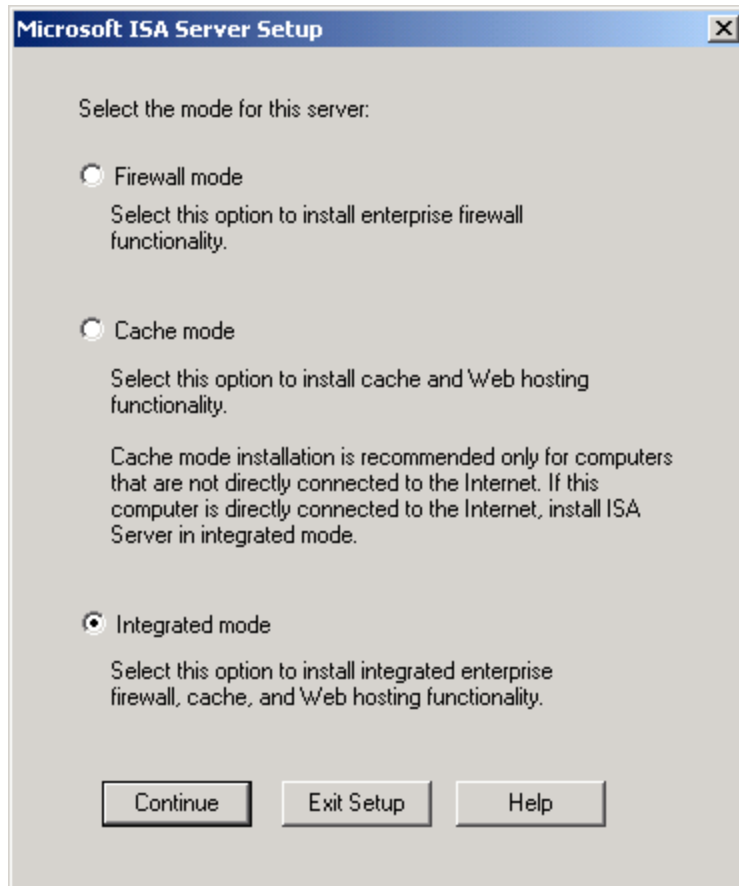 Microsoft ISA Server Setup
Select the mode for this server:
Firewall mode
Select this option to install enterprise firewall
functionality.
Cache mode
Select this option to install cache and Web hosting
functionality.
Cache mode installation is recommended only for computers
that are not directly connected to the Internet. If this
computer is directly connected to the Internet, install ISA
Server in integrated mode.
Integrated mode
Select this option to install integrated enterprise
firewall, cache, and Web hosting functionality.
Continue
Exit Setup
Help